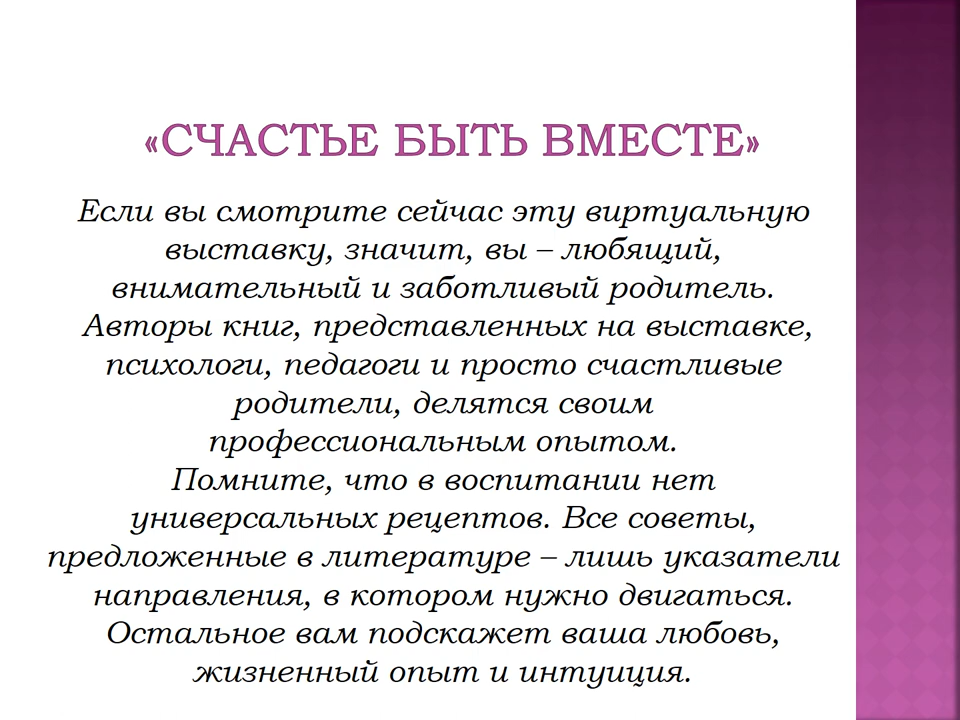 «СЧАСТЬЕ БЫТЬ ВМЕСТЕ»
Если вы смотрите сейчас эту виртуальную
выставку, значит, вы – любящий,
внимательный и заботливый родитель.
Авторы книг, представленных на выставке,
психологи, педагоги и просто счастливые
родители, делятся своим
профессиональным опытом.
Помните, что в воспитании нет
универсальных рецептов. Все советы,
предложенные в литературе – лишь указатели
направления, в котором нужно двигаться.
Остальное вам подскажет ваша любовь,
жизненный опыт и интуиция.